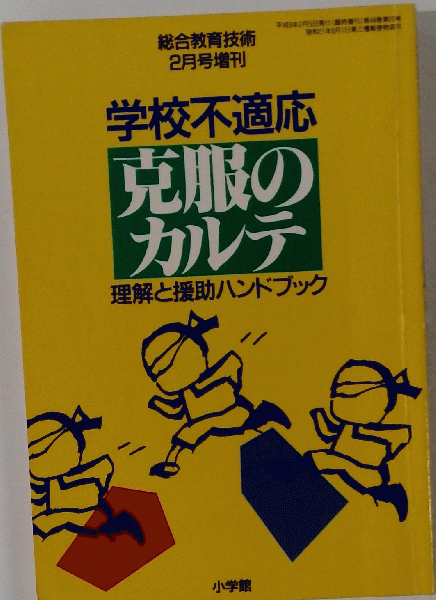 総合教育技術
2月号増刊
学校不適応
克服の
カルテ
理解と援助ハンドブック
小学館